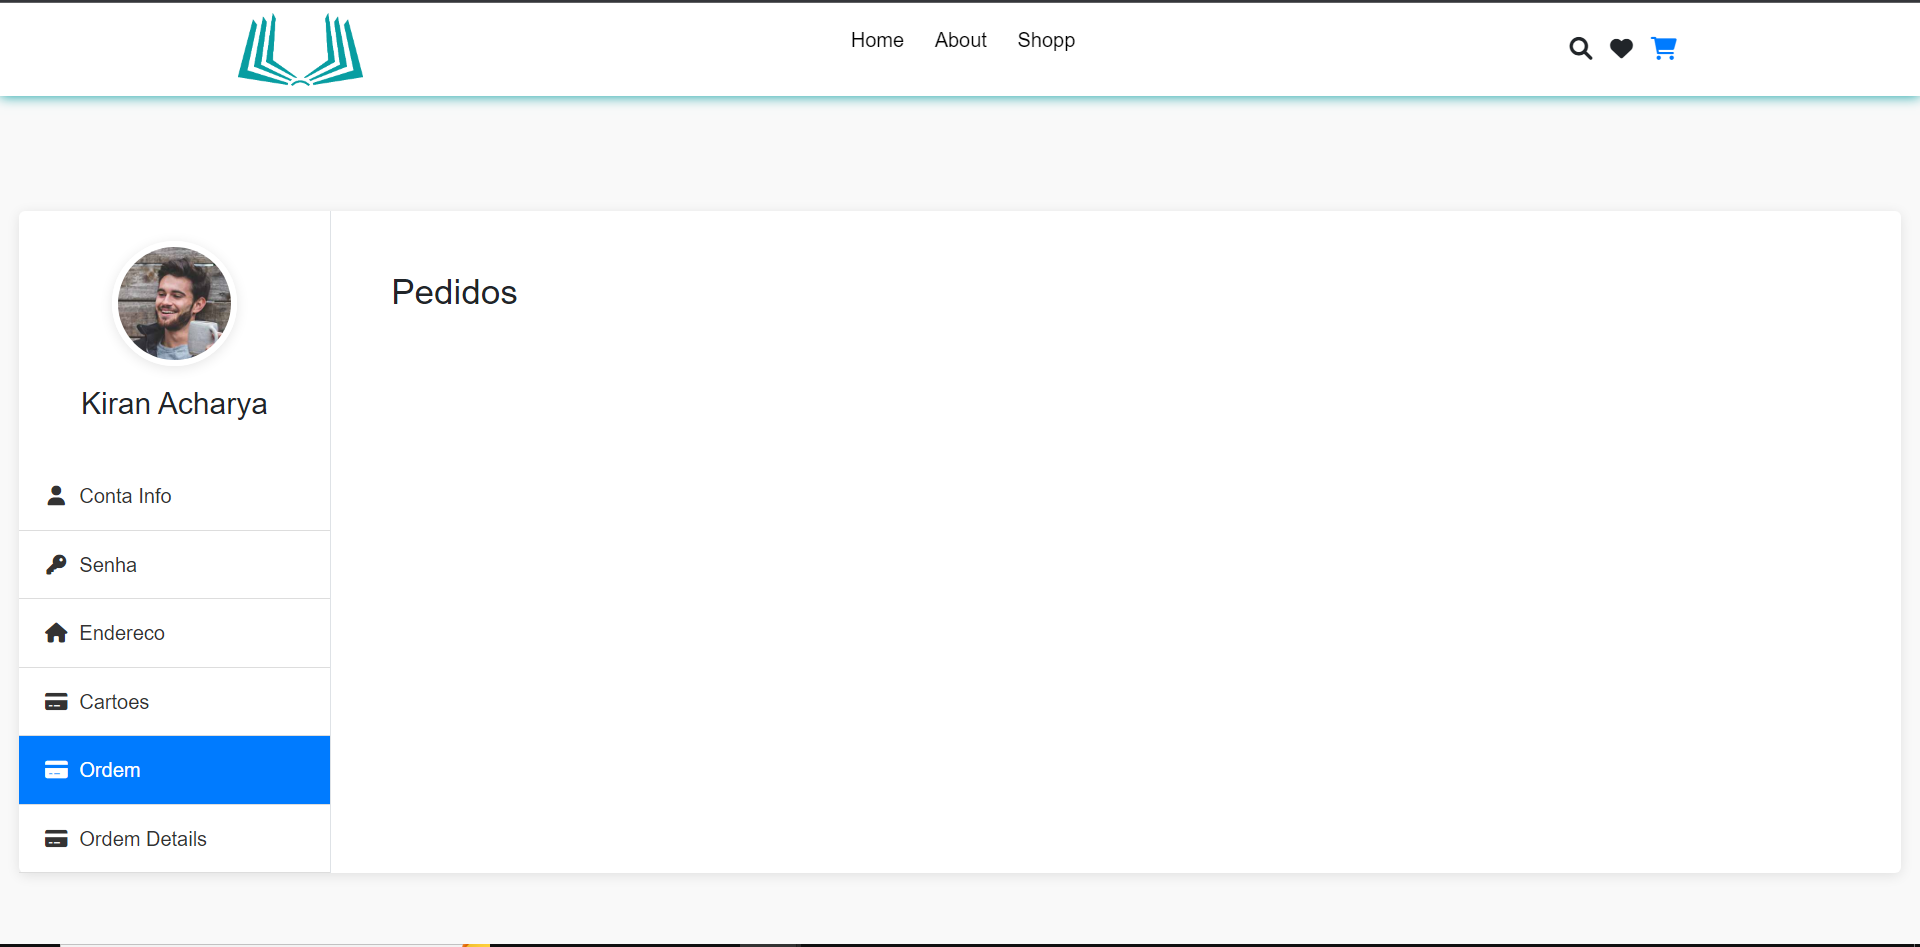 Home About Shopp
Pedidos
Kiran Acharya
Conta Info
Senha
Endereco
Cartoes
Ordem
Ordem Details